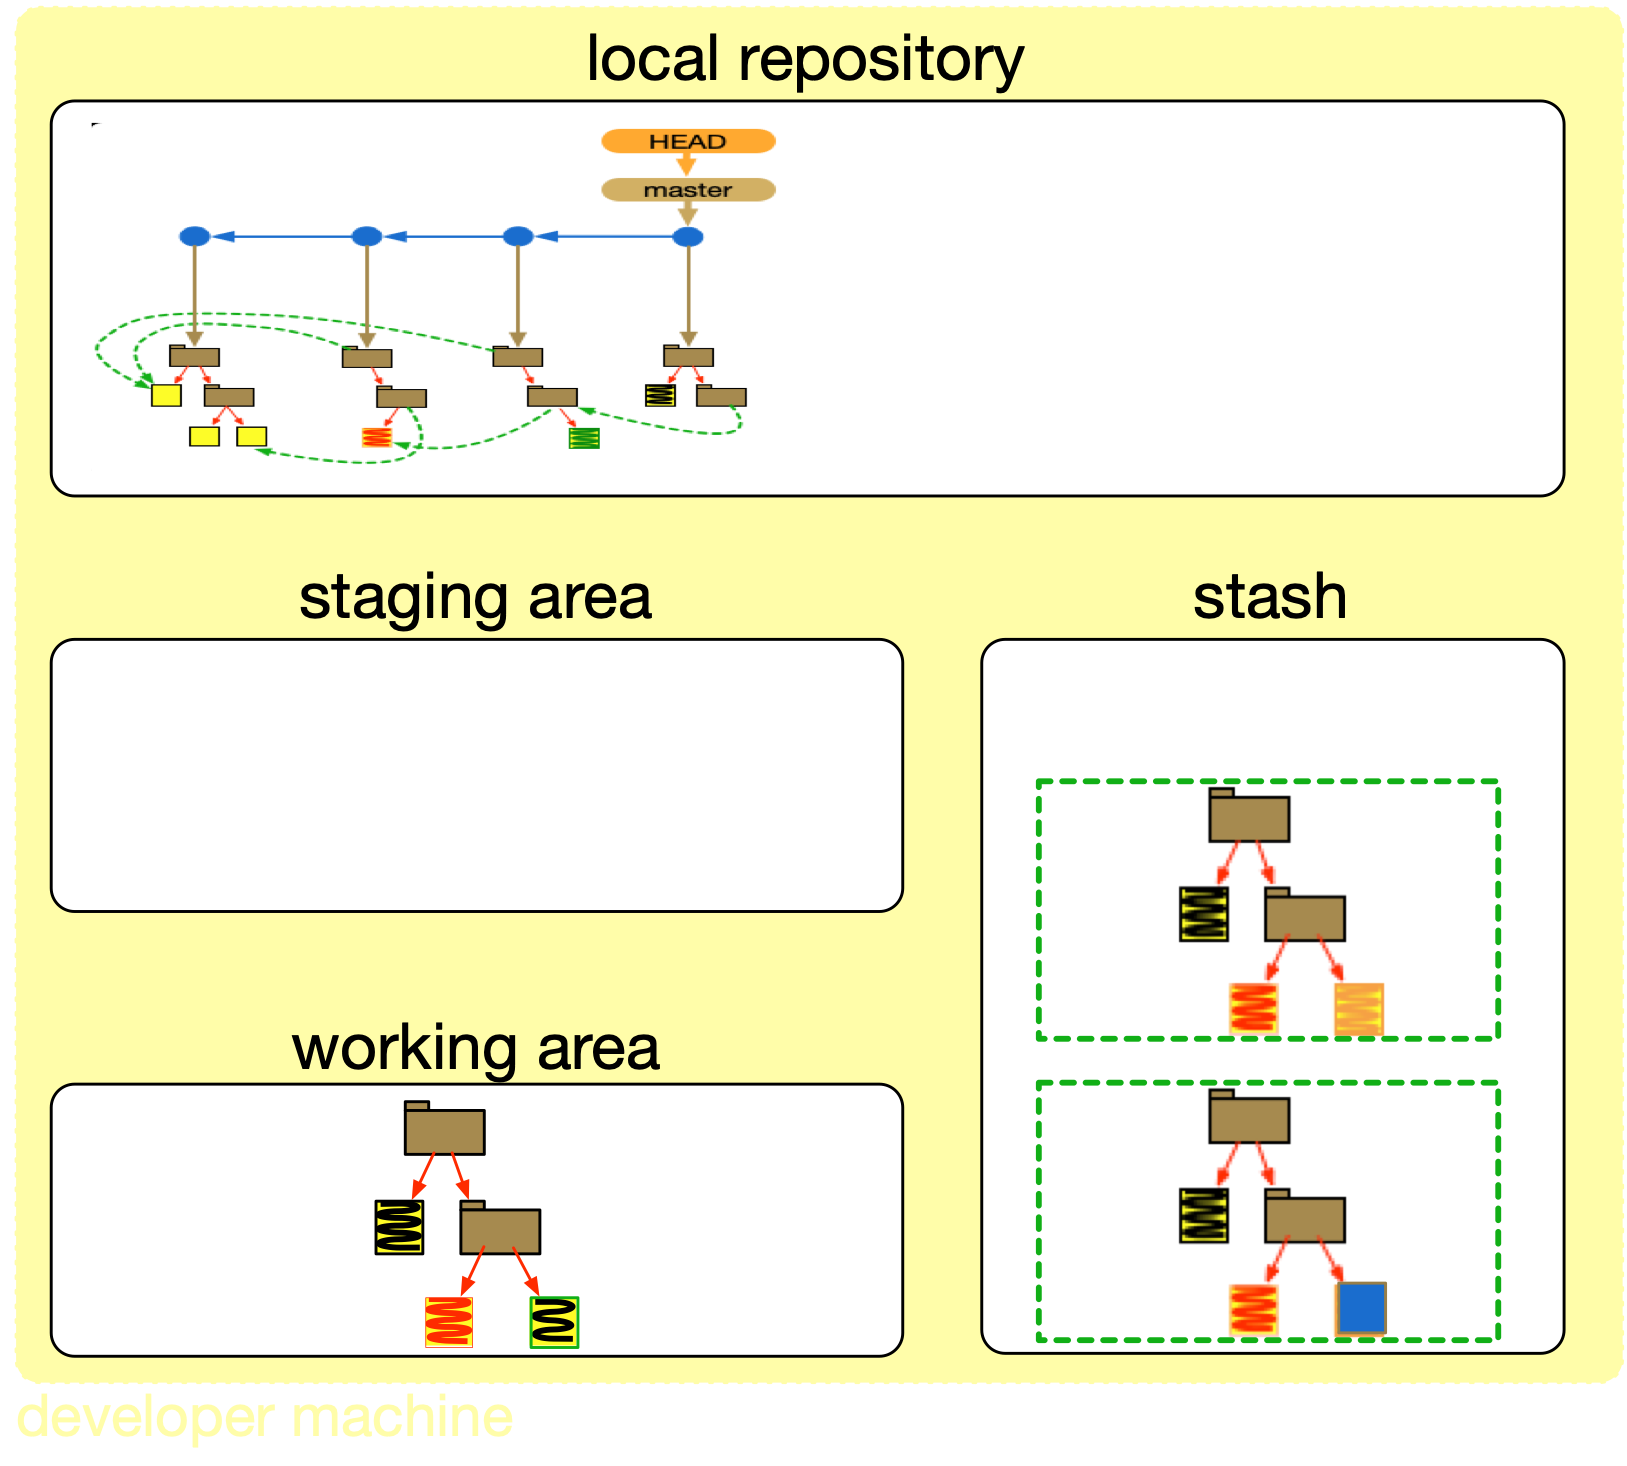 local repository
HEAD
master
staging area
stash
working area
developer machine